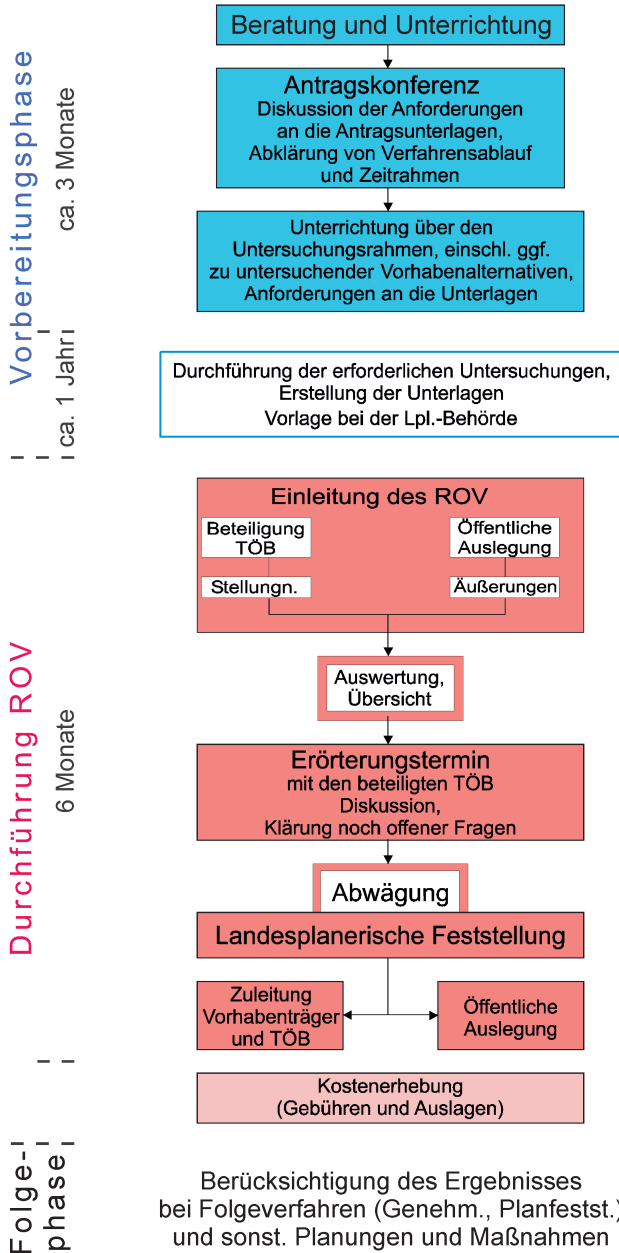 Vorbereitungsphase
ca. 3 Monate
ca. 1 Jahr
Beratung und Unterrichtung
Antragskonferenz
Diskussion der Anforderungen
an die Antragsunterlagen,
Abklärung von Verfahrensablauf
und Zeitrahmen
Unterrichtung über den
Untersuchungsrahmen, einschl. ggf.
zu untersuchender Vorhabenalternativen,
Anforderungen an die Unterlagen
Durchführung der erforderlichen Untersuchungen,
Erstellung der Unterlagen
Vorlage bei der Lpl.-Behörde
Durchführung ROV
6 Monate
Einleitung des ROV
Beteiligung
TÖB
Stellungn.
Öffentliche
Auslegung
Äußerungen
Auswertung,
Übersicht
Erörterungstermin
mit den beteiligten TÖB
Diskussion,
Klärung noch offener Fragen
Abwägung
Landesplanerische Feststellung
Zuleitung
Vorhabenträger
und TÖB
Öffentliche
Auslegung
Kostenerhebung
(Gebühren und Auslagen)
Folge-
phase
Berücksichtigung des Ergebnisses
bei Folgeverfahren (Genehm., Planfestst.)
und sonst. Planungen und Maßnahmen